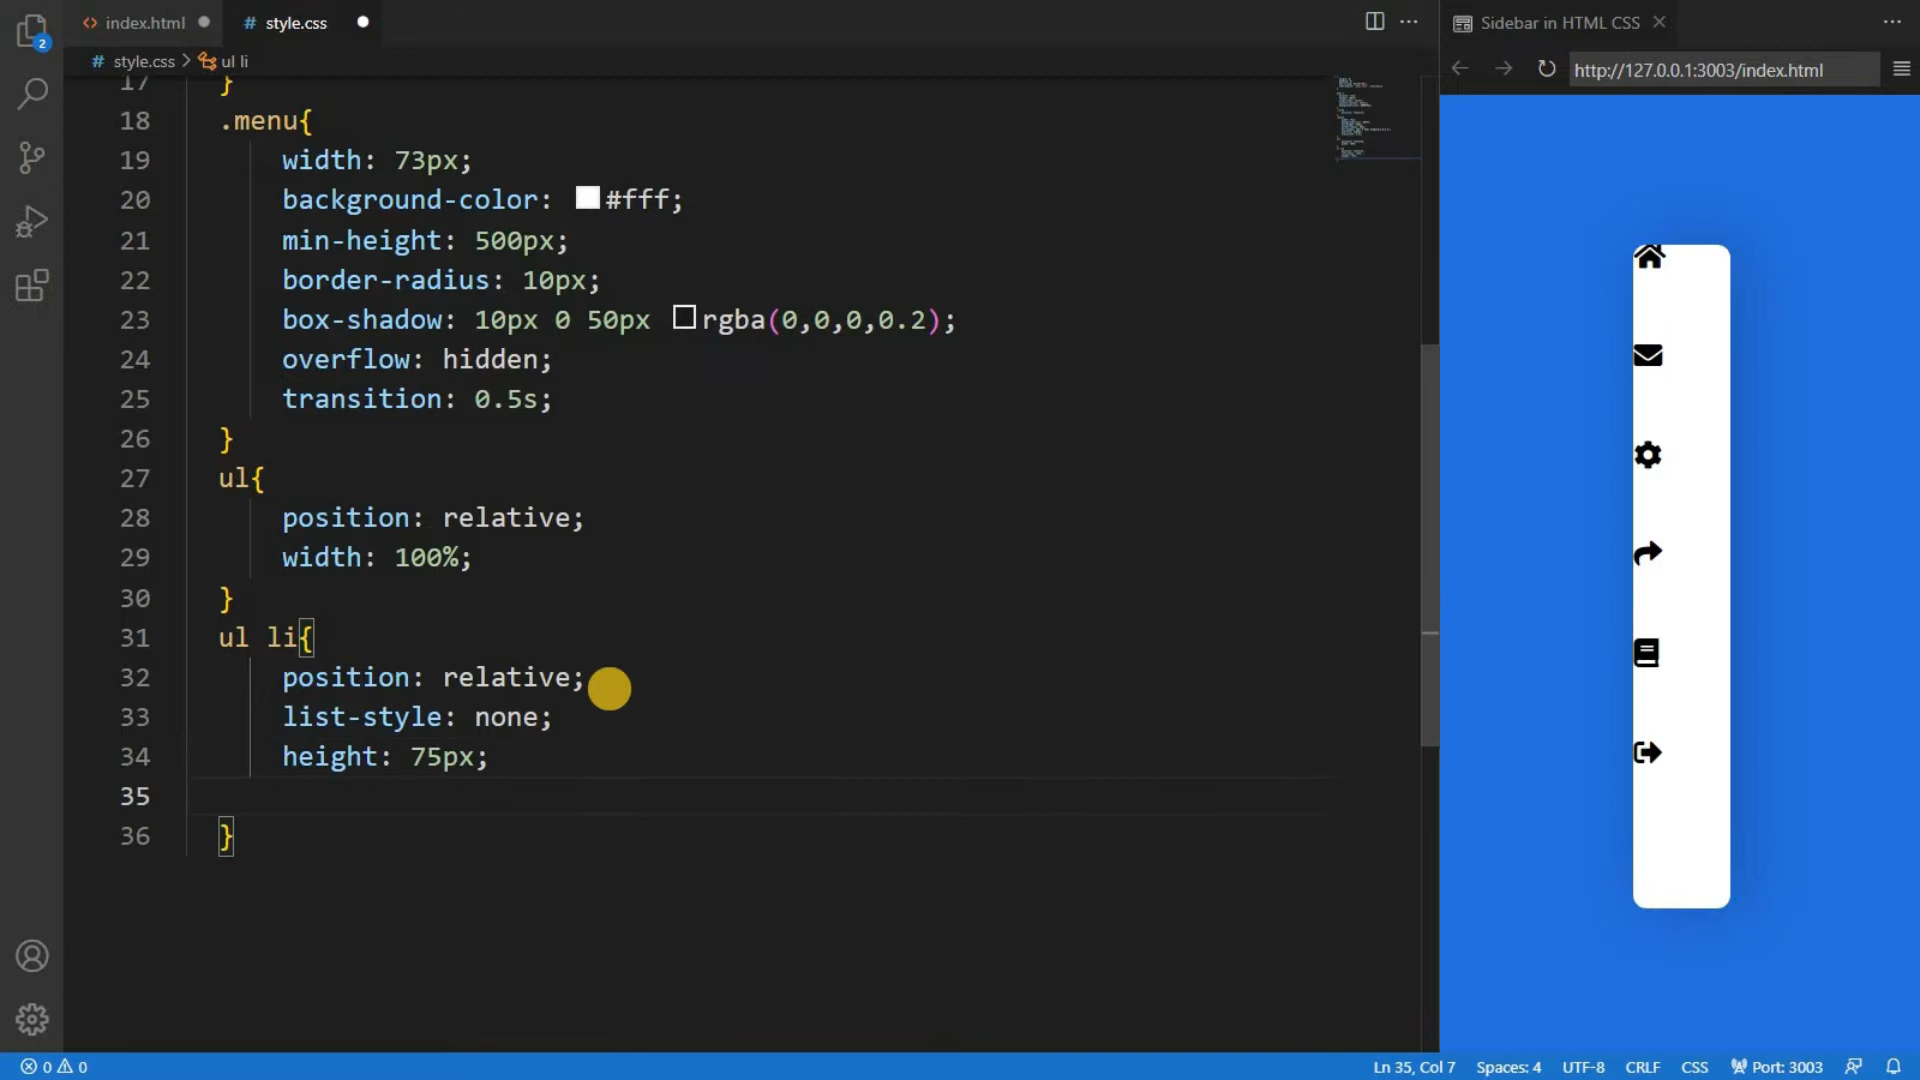 index.html
style.css
Sidebar in HTML CSS
2
style.css > ul li
http://127.0.0.1:3003/index.html
17 }
18 .menu{
19 width: 73px;
20 background-color: #fff;
21 min-height: 500px;
22 border-radius: 10px;
23 box-shadow: 10px 0 50px rgba(0,0,0,0.2);
24 overflow: hidden;
25 transition: 0.5s;
26 }
27 ul{
28 position: relative;
29 width: 100%;
30 }
31 ul li{
32 position: relative;
33 list-style: none;
34 height: 75px;
35
36 }
0 0
Ln 35, Col 7
Spaces: 4
UTF-8
CRLF
CSS
Port: 3003